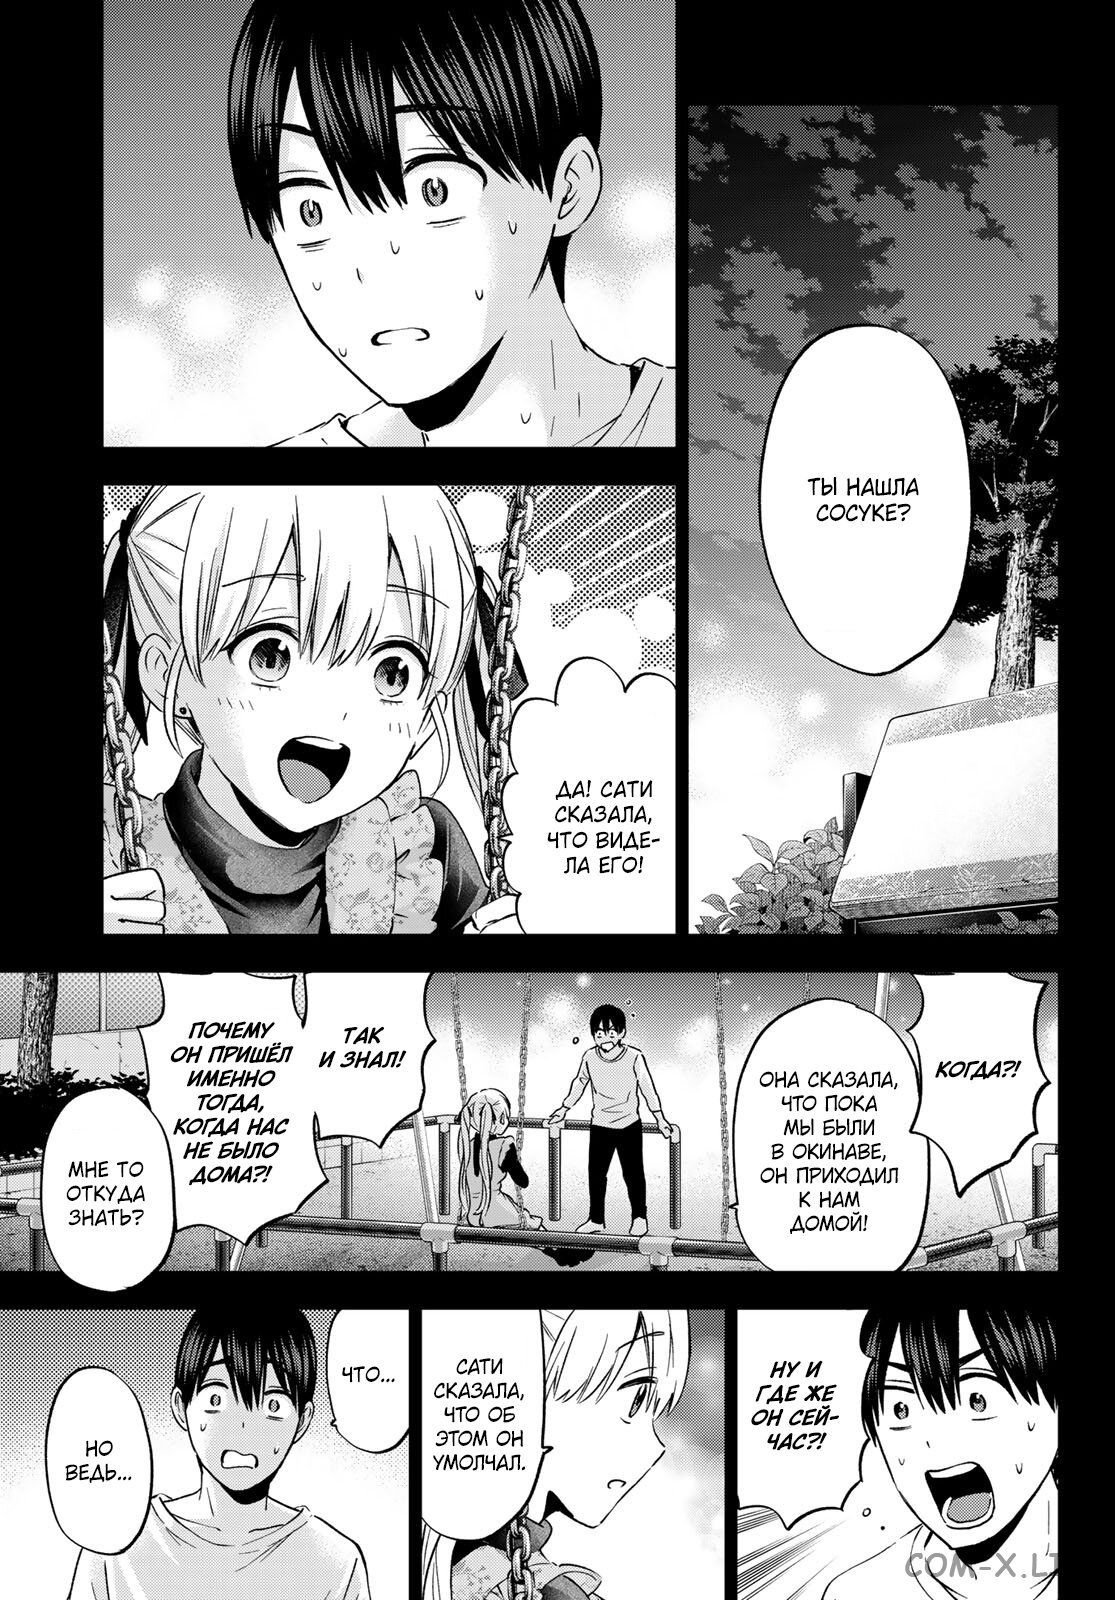 ТЫ НАШЛА
СОСУКЕ?
ДА! САТИ
СКАЗАЛА,
ЧТО ВИДЕ-
ЛА ЕГО!
КОГДА?!
ОНА СКАЗАЛА,
ЧТО ПОКА
МЫ БЫЛИ
В ОКИНАВЕ,
ОН ПРИХОДИЛ
К НАМ
ДОМОЙ!
ТАК
И ЗНАЛ!
ПОЧЕМУ
ОН ПРИШЁЛ
ИМЕННО
ТОГДА,
КОГДА НАС
НЕ БЫЛО
ДОМА?!
МНЕ ТО
ОТКУДА
ЗНАТЬ?
НУ И
ГДЕ ЖЕ
ОН СЕЙ-
ЧАС?!
САТИ
СКАЗАЛА,
ЧТО ОБ
ЭТОМ ОН
УМОЛЧАЛ.
ЧТО...
НО
ВЕДЬ...
COM-X.LI